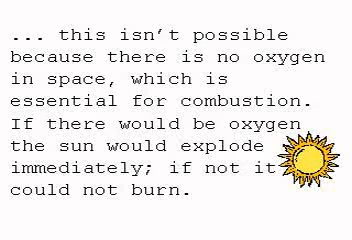 ... this isn't possible
because there is no oxygen
in space, which is
essential for combustion.
If there would be oxygen
the sun would explode
immediately; if not it
could not burn.